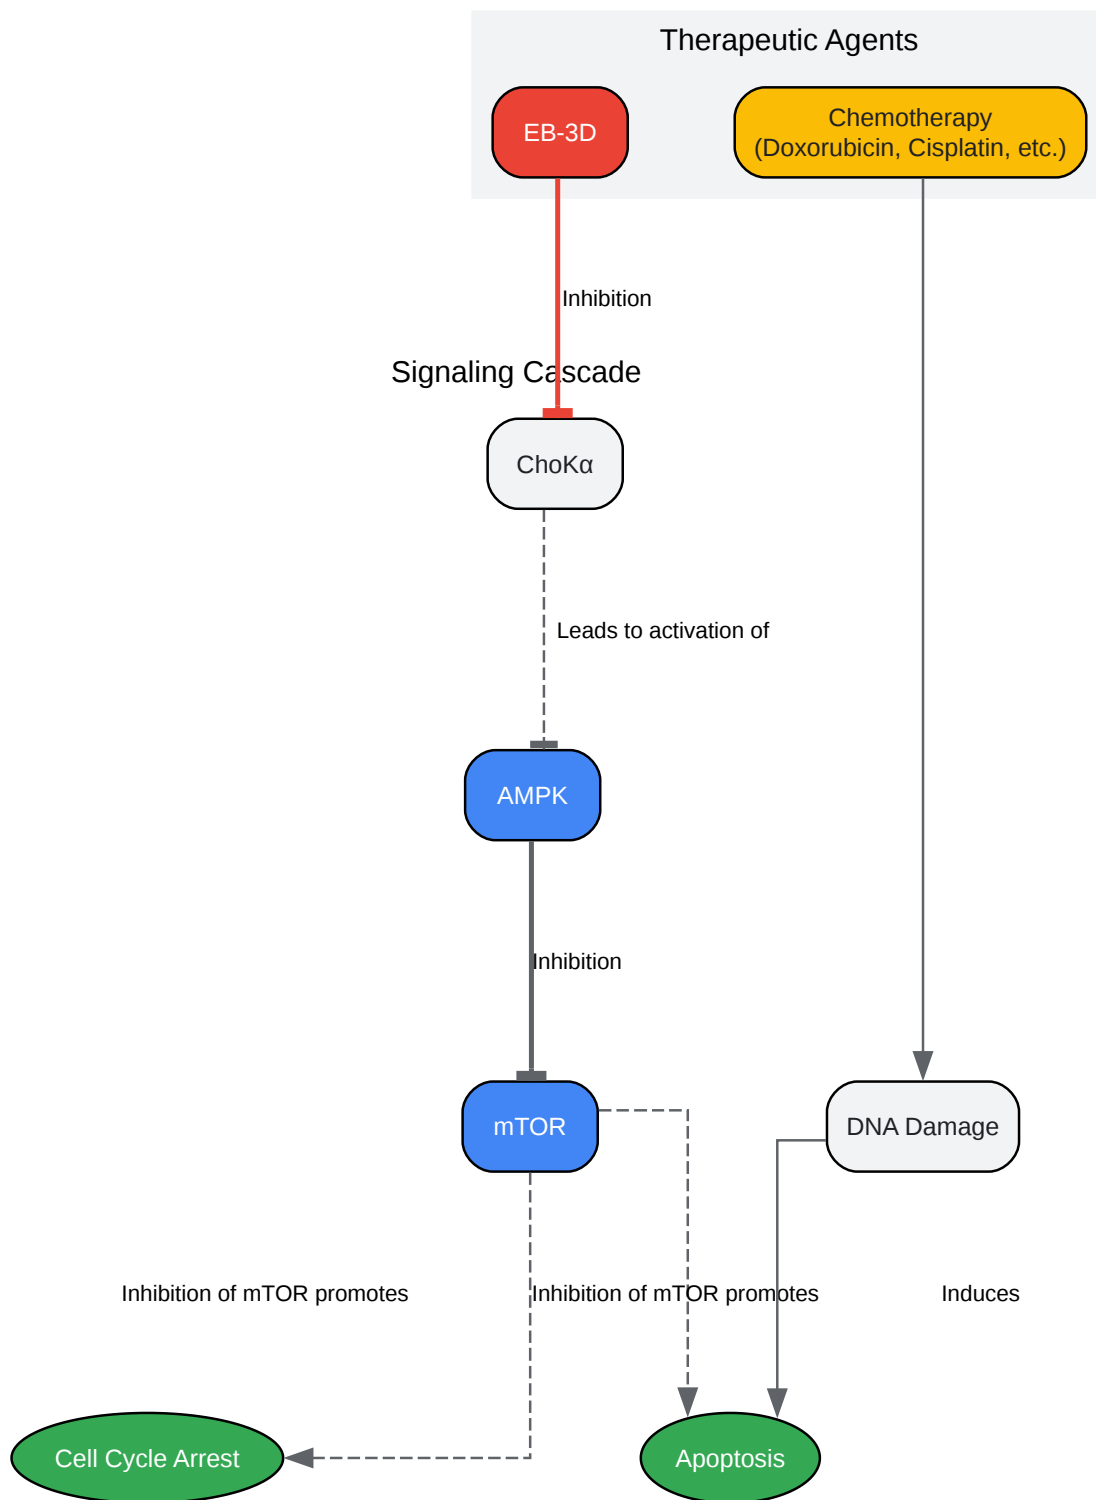 Therapeutic Agents
EB-3D
Chemotherapy
(Doxorubicin, Cisplatin, etc.)
Inhibition
Signaling Cascade
ChoKα
Leads to activation of
AMPK
Inhibition
mTOR
DNA Damage
Inhibition of mTOR promotes
Inhibition of mTOR promotes
Induces
Cell Cycle Arrest
Apoptosis